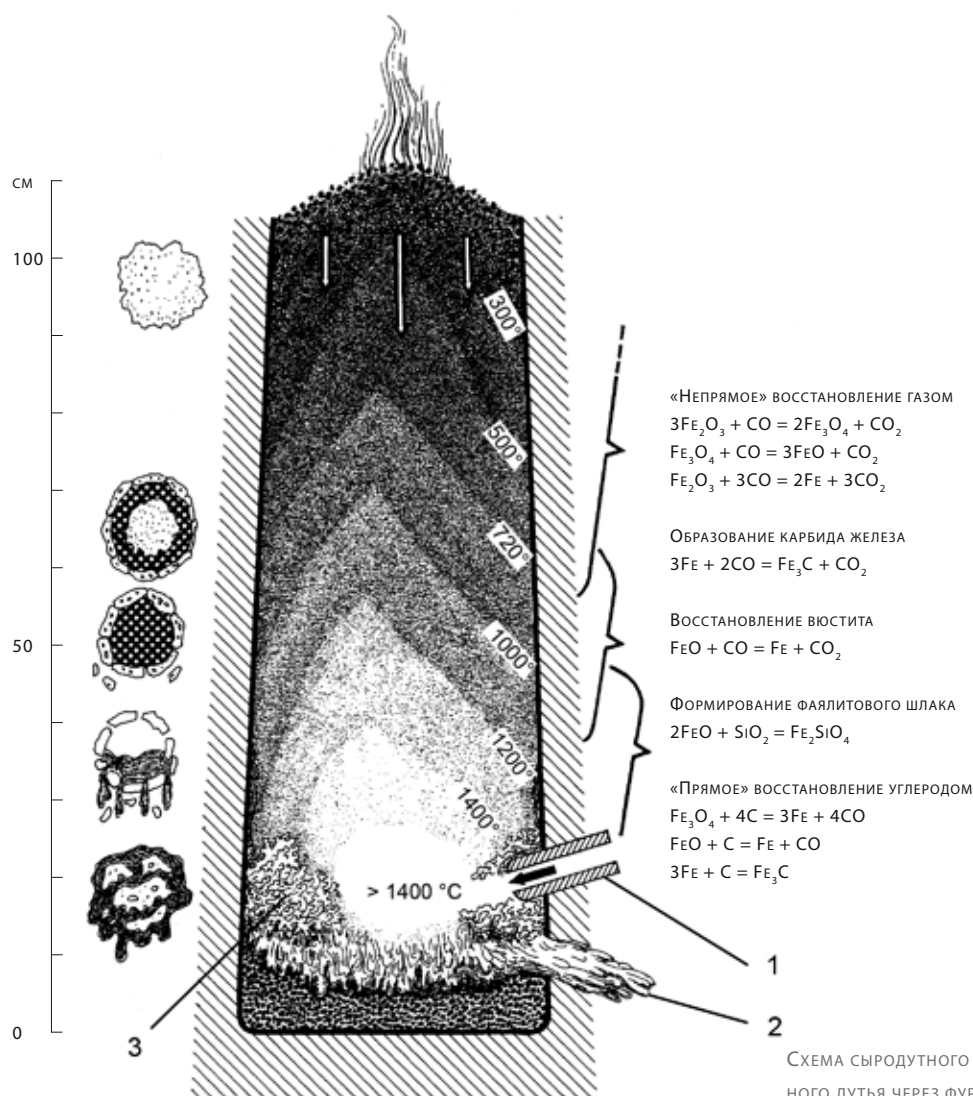 см
100
50
0
300°
500°
720°
1000°
1200°
1400°
> 1400 °C
1
2
3
«Непрямое» восстановление газом
3Fe₂O₃ + CO = 2Fe₃O₄ + CO₂
Fe₃O₄ + CO = 3FeO + CO₂
Fe₂O₃ + 3CO = 2Fe + 3CO₂
Образование карбида железа
3Fe + 2CO = Fe₃C + CO₂
Восстановление вюстита
FeO + CO = Fe + CO₂
Формирование фаялитового шлака
2FeO + SiO₂ = Fe₂SiO₄
«Прямое» восстановление углеродом
Fe₃O₄ + 4C = 3Fe + 4CO
FeO + C = Fe + CO
3Fe + C = Fe₃C
Схема сыродутного